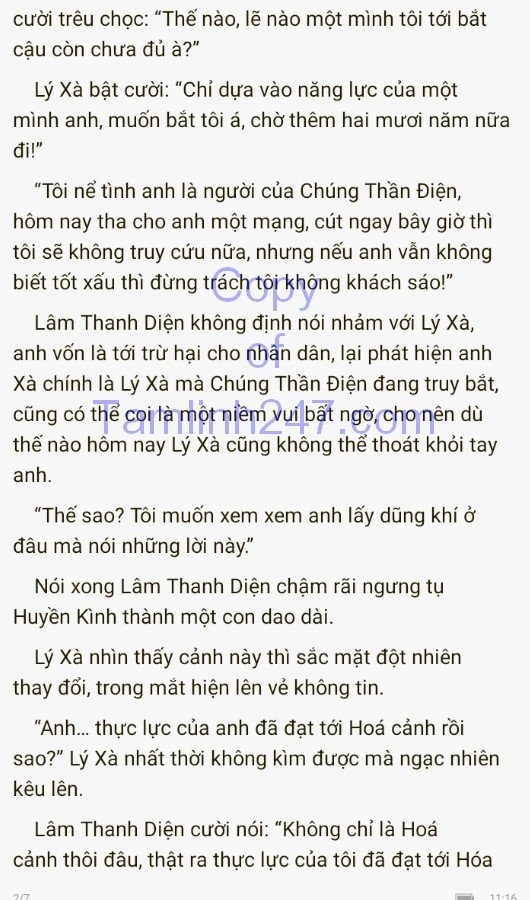 cười trêu chọc: “Thế nào, lẽ nào một mình tôi tới bắt
cậu còn chưa đủ à?”
Lý Xà bật cười: “Chỉ dựa vào năng lực của một
mình anh, muốn bắt tôi á, chờ thêm hai mươi năm nữa
đi!”
“Tôi nể tình anh là người của Chúng Thần Điện,
hôm nay tha cho anh một mạng, cút ngay bây giờ thì
tôi sẽ không truy cứu nữa, nhưng nếu anh vẫn không
biết tốt xấu thì đừng trách tôi không khách sáo!”
Copy
Lâm Thanh Diện không định nói nhảm với Lý Xà,
anh vốn là tới trừ hại cho nhân dân, lại phát hiện anh
of
Xà chính là Lý Xà mà Chúng Thần Điện đang truy bắt,
cũng có thể coi là một niềm vui bất ngờ, cho nên dù
Tamlinh247.com
thế nào hôm nay Lý Xà cũng không thể thoát khỏi tay
anh.
“Thế sao? Tôi muốn xem xem anh lấy dũng khí ở
đâu mà nói những lời này.”
Nói xong Lâm Thanh Diện chậm rãi ngưng tụ
Huyền Kình thành một con dao dài.
Lý Xà nhìn thấy cảnh này thì sắc mặt đột nhiên
thay đổi, trong mắt hiện lên vẻ không tin.
“Anh... thực lực của anh đã đạt tới Hoá cảnh rồi
sao?” Lý Xà nhất thời không kìm được mà ngạc nhiên
kêu lên.
Lâm Thanh Diện cười nói: “Không chỉ là Hoá
cảnh thôi đâu, thật ra thực lực của tôi đã đạt tới Hóa
2/7 11:16